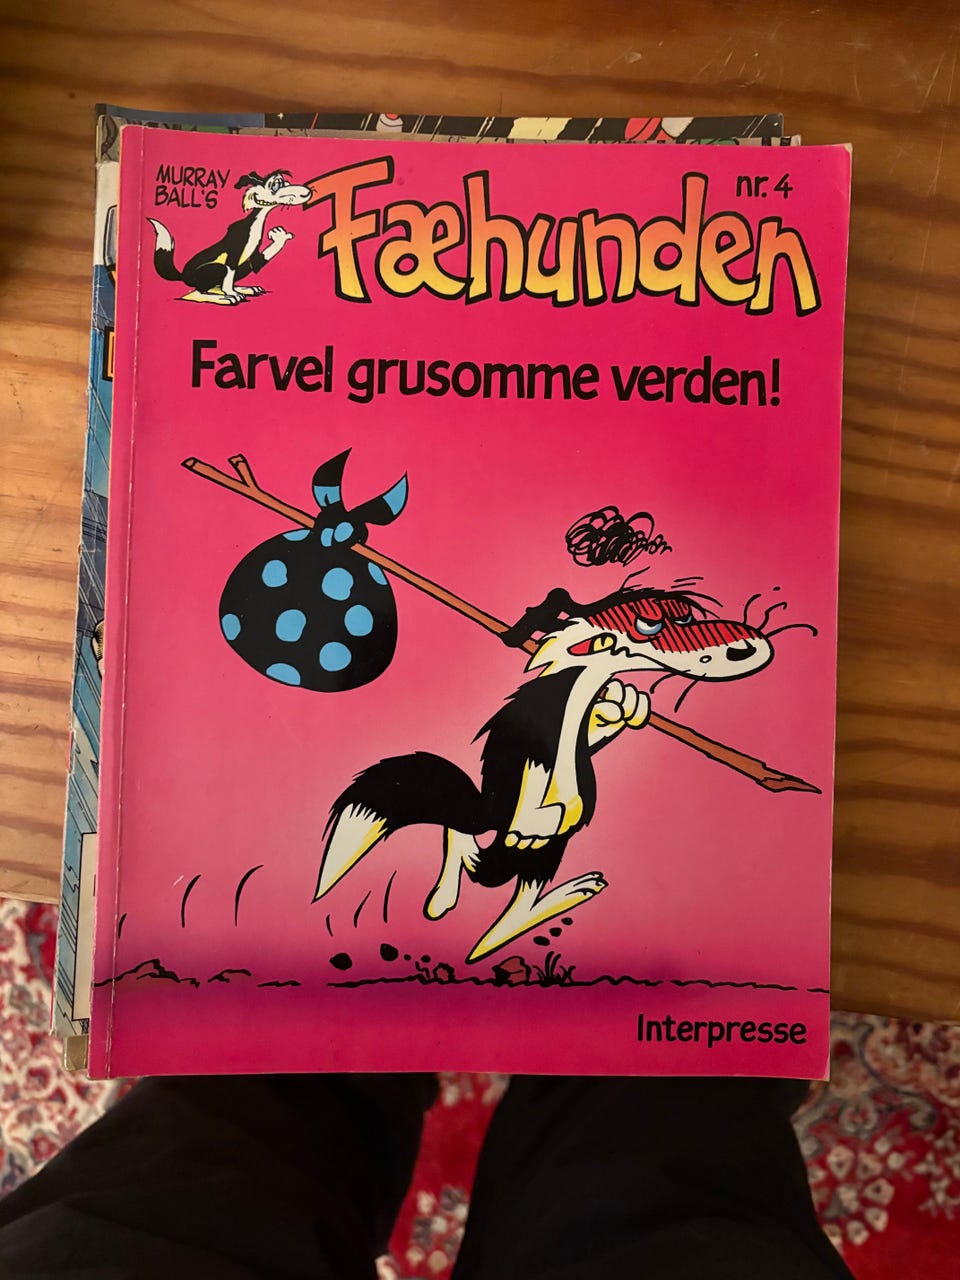 MURRAY
BALL'S
Fæhunden
nr. 4
Farvel grusomme verden!
Interpresse